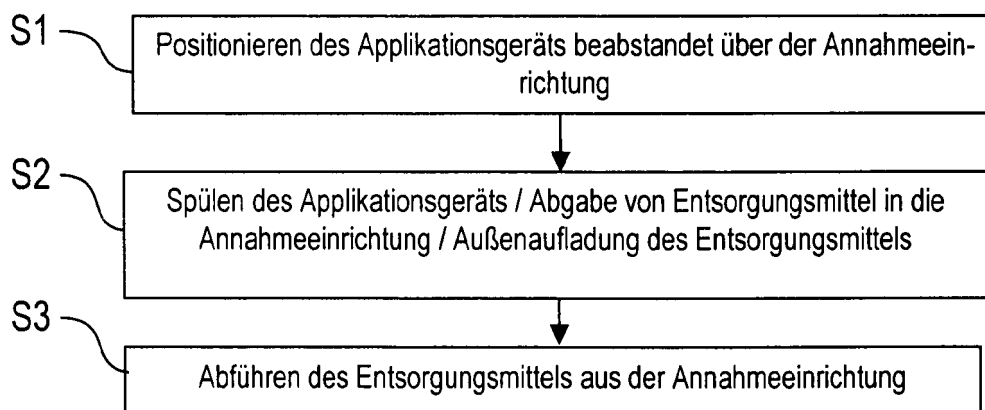 S1
Positionieren des Applikationsgeräts beabstandet über der Annahmeein-
richtung
S2
Spülen des Applikationsgeräts / Abgabe von Entsorgungsmittel in die
Annahmeeinrichtung / Außenaufladung des Entsorgungsmittels
S3
Abführen des Entsorgungsmittels aus der Annahmeeinrichtung